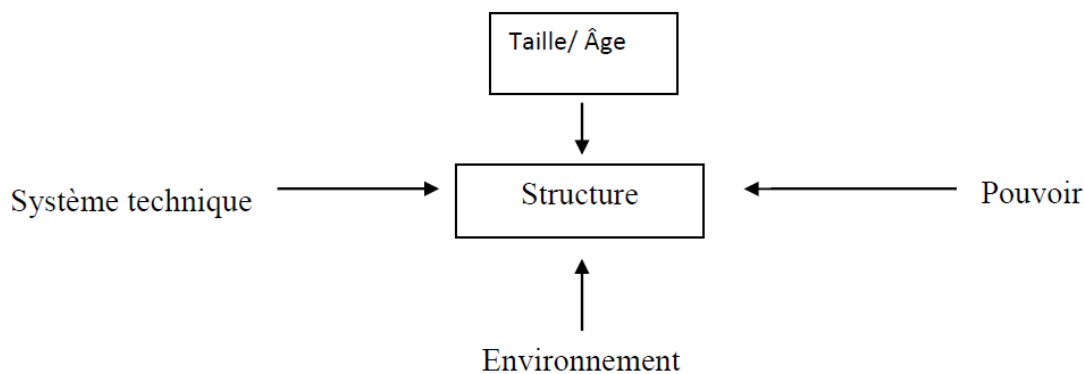 Taille/ Âge
Système technique
Structure
Pouvoir
Environnement